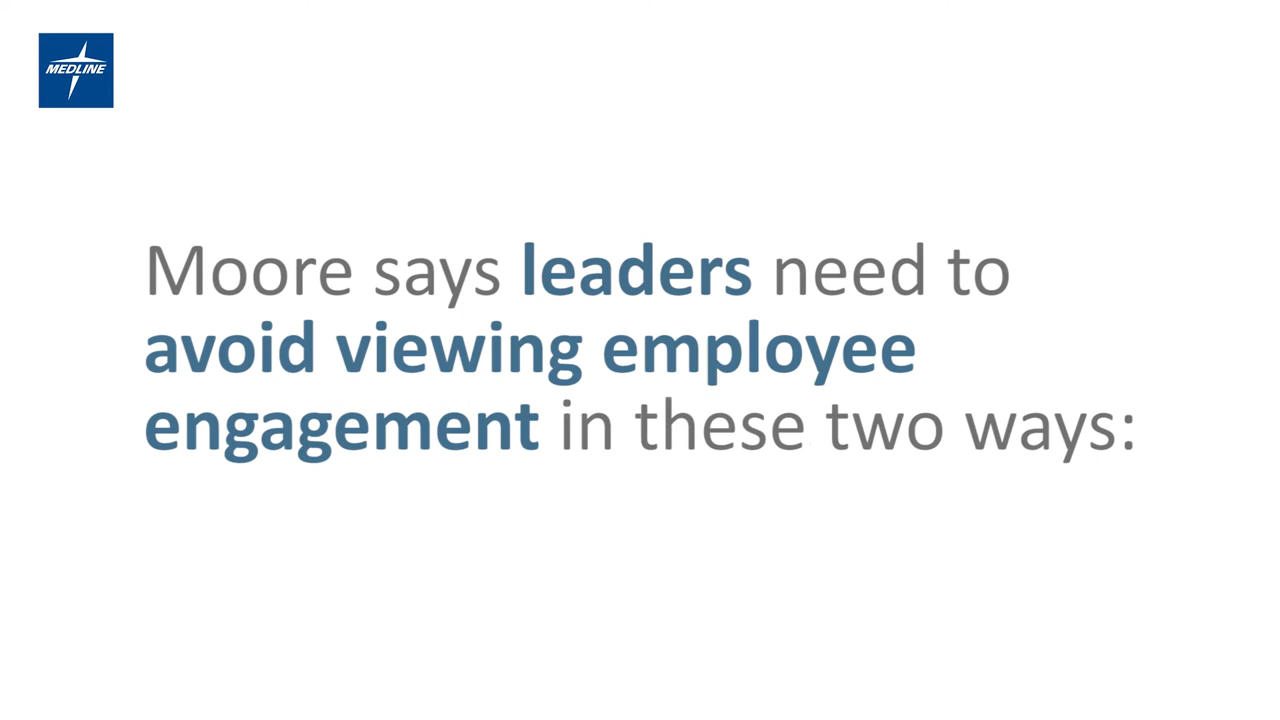 MEDLINE
Moore says leaders need to
avoid viewing employee
engagement in these two ways: